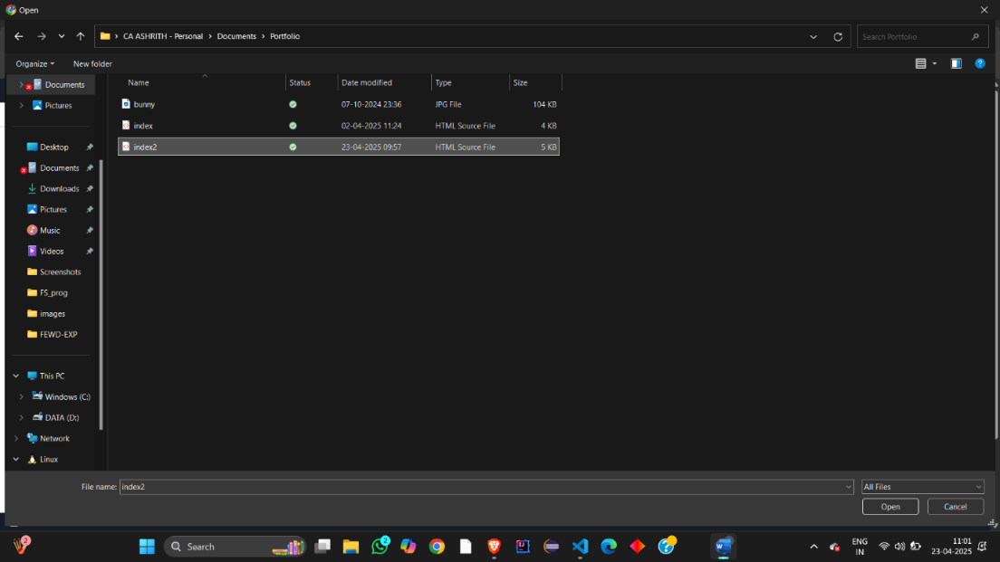 Open
CA ASHRITH - Personal > Documents > Portfolio
Search Portfolio
Organize
New folder
Name Status Date modified Type Size
bunny 07-10-2024 23:36 JPG File 104 KB
index 02-04-2025 11:24 HTML Source File 4 KB
index2 23-04-2025 09:57 HTML Source File 5 KB
Documents
Pictures
Desktop
Documents
Downloads
Pictures
Music
Videos
Screenshots
FS_prog
images
FEWD-EXP
This PC
Windows (C:)
DATA (D:)
Network
Linux
File name: index2
All Files
Open
Cancel
2
Search
2
ENG
IN
11:01
23-04-2025